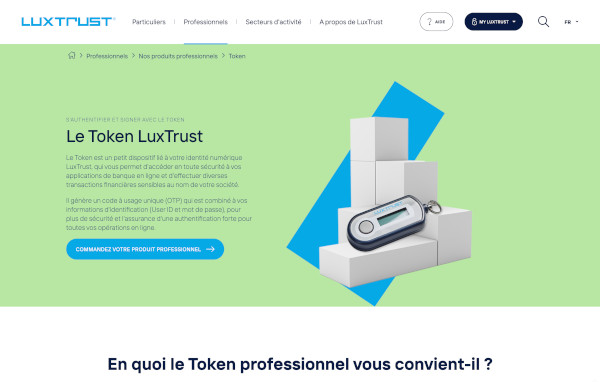 LUXTRUST
Particuliers
Professionnels
Secteurs d'activité
A propos de LuxTrust
AIDE
MY LUXTRUST
FR
Professionnels
Nos produits professionnels
Token
S'AUTHENTIFIER ET SIGNER AVEC LE TOKEN
Le Token LuxTrust
Le Token est un petit dispositif lié à votre identité numérique
LuxTrust, qui vous permet d'accéder en toute sécurité à vos
applications de banque en ligne et d'effectuer diverses
transactions financières sensibles au nom de votre société.
Il génère un code à usage unique (OTP) qui est combiné à vos
informations d'identification (User ID et mot de passe), pour
plus de sécurité et l'assurance d'une authentification forte pour
toutes vos opérations en ligne.
COMMANDEZ VOTRE PRODUIT PROFESSIONNEL
En quoi le Token professionnel vous convient-il ?